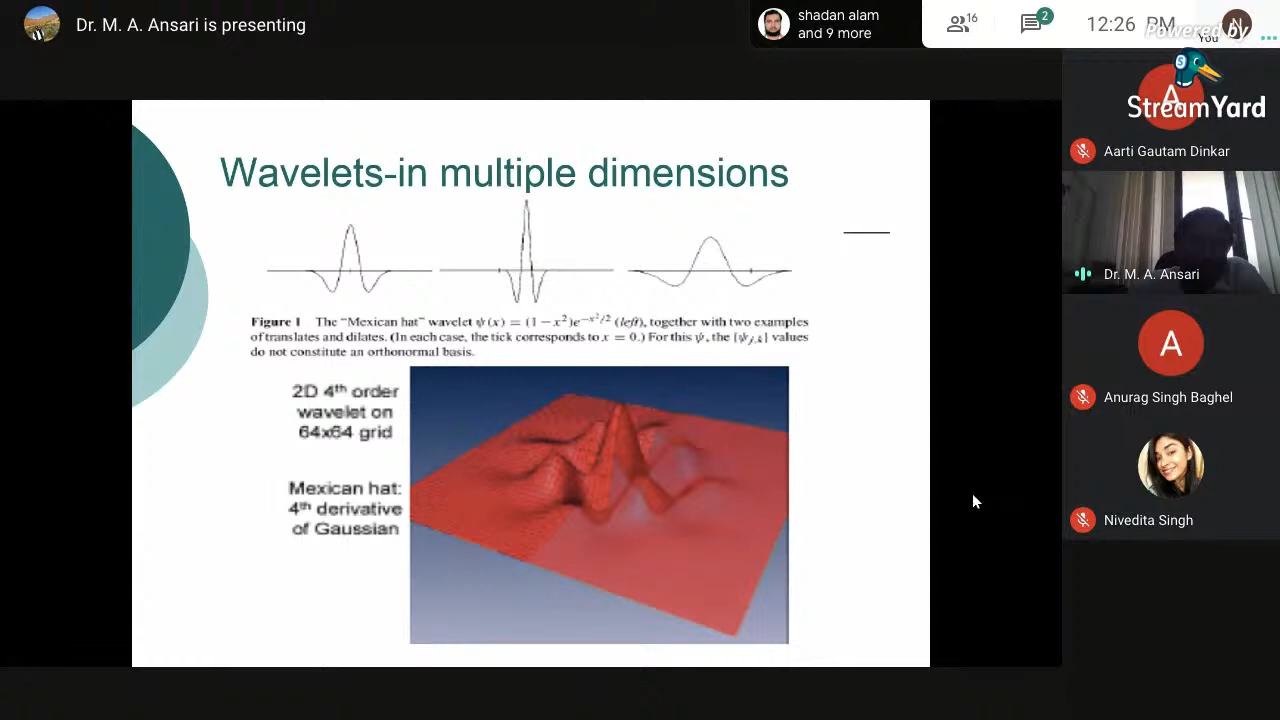 Dr. M. A. Ansari is presenting
shadan alam
and 9 more
16
2
12:26 PM
N
You
Powered by
S
StreamYard
A
Aarti Gautam Dinkar
Dr. M. A. Ansari
A
Anurag Singh Baghel
Nivedita Singh
Wavelets-in multiple dimensions
Figure 1 The "Mexican hat" wavelet ψ(x) = (1 − x²)e^{−x²/2} (left), together with two examples
of translates and dilates. (In each case, the tick corresponds to x = 0.) For this ψ, the {ψ_{j,k}} values
do not constitute an orthonormal basis.
2D 4th order
wavelet on
64x64 grid
Mexican hat:
4th derivative
of Gaussian